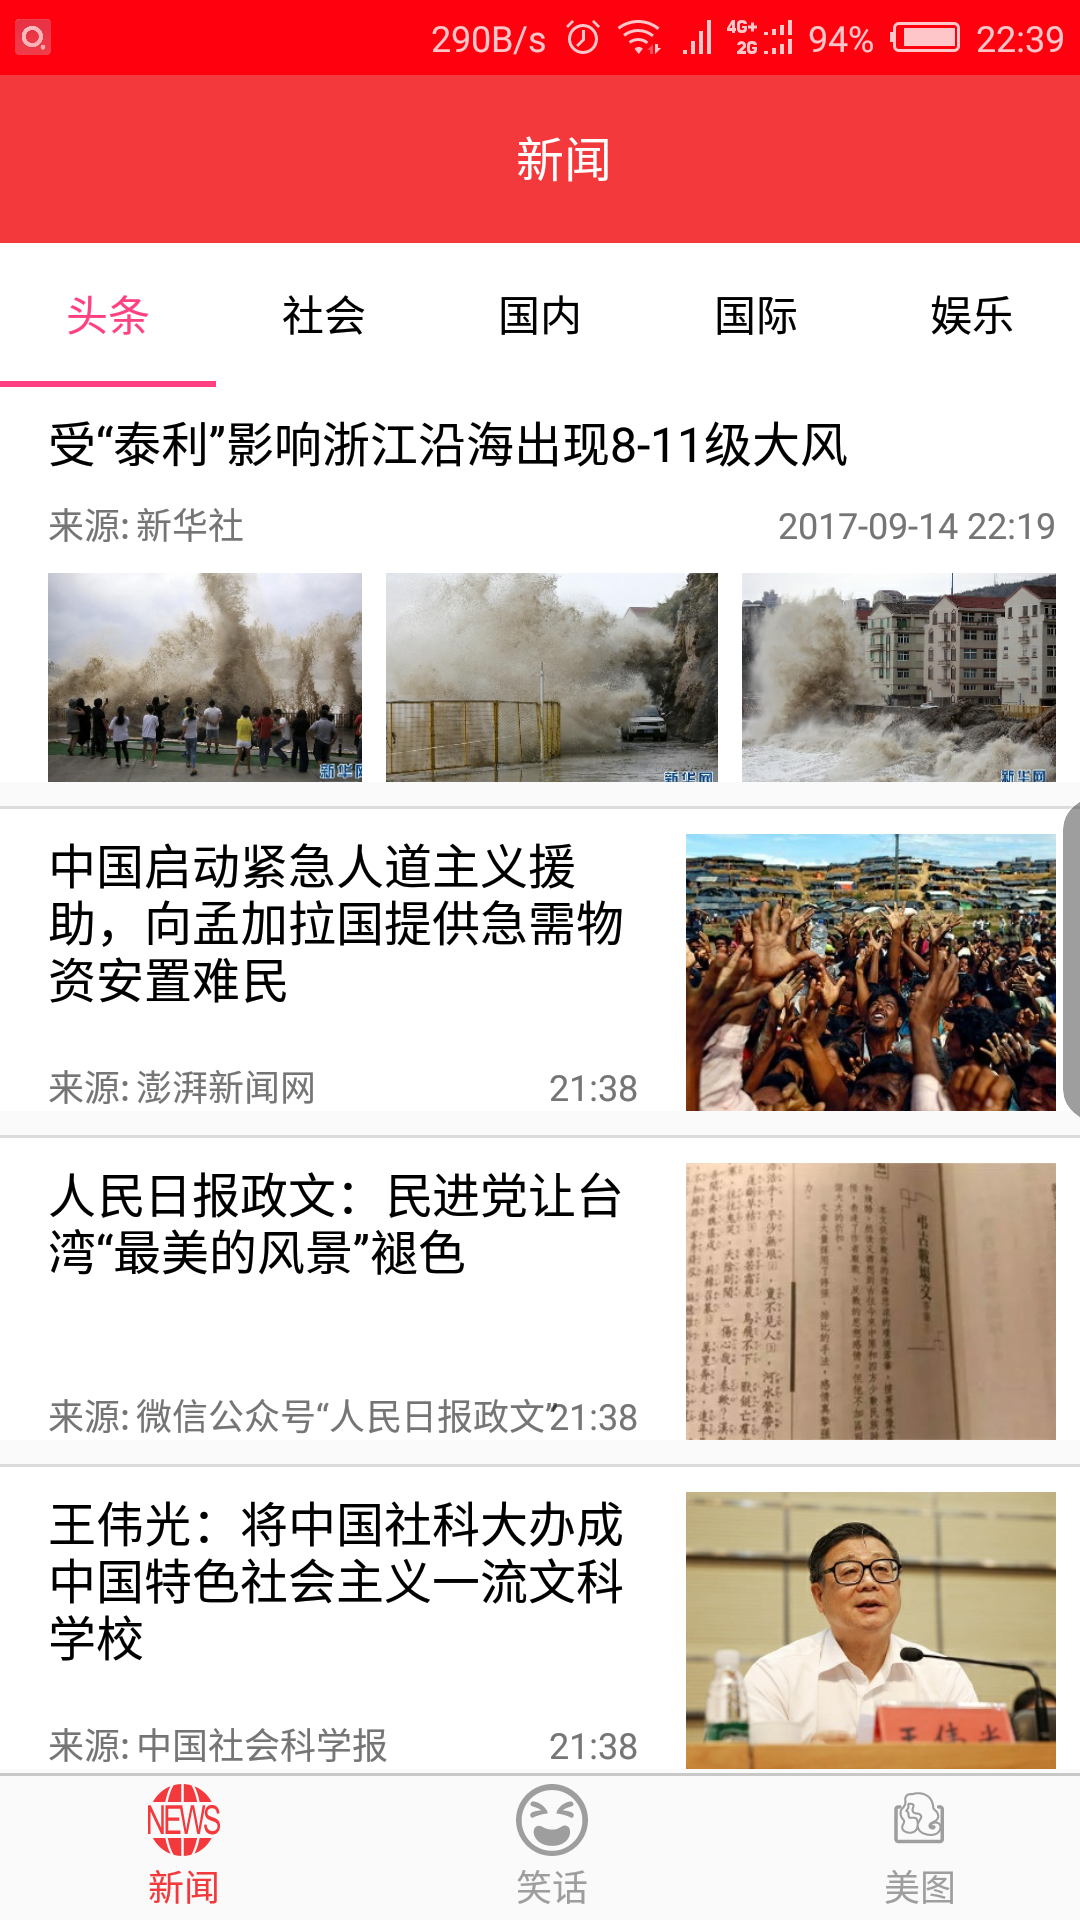 290B/s 4G+ 2G 94% 22:39
新闻
头条 社会 国内 国际 娱乐
受“泰利”影响浙江沿海出现8-11级大风
来源: 新华社 2017-09-14 22:19
新华网
新华网
新华网
中国启动紧急人道主义援
助，向孟加拉国提供急需物
资安置难民
来源: 澎湃新闻网 21:38
人民日报政文：民进党让台
湾“最美的风景”褪色
来源: 微信公众号“人民日报政文” 21:38
弔古戰場文
王伟光：将中国社科大办成
中国特色社会主义一流文科
学校
来源: 中国社会科学报 21:38
王伟光
NEWS
新闻 笑话 美图